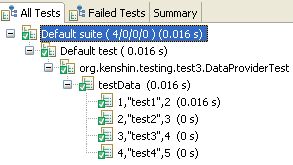 All Tests Failed Tests Summary
Default suite ( 4/0/0/0 ) (0.016 s)
Default test ( 0.016 s)
org.kenshin.testing.test3.DataProviderTest
testData
1,"test1",2 (0.016 s)
2,"test2",3 (0 s)
3,"test3",4 (0 s)
4,"test4",5 (0 s)